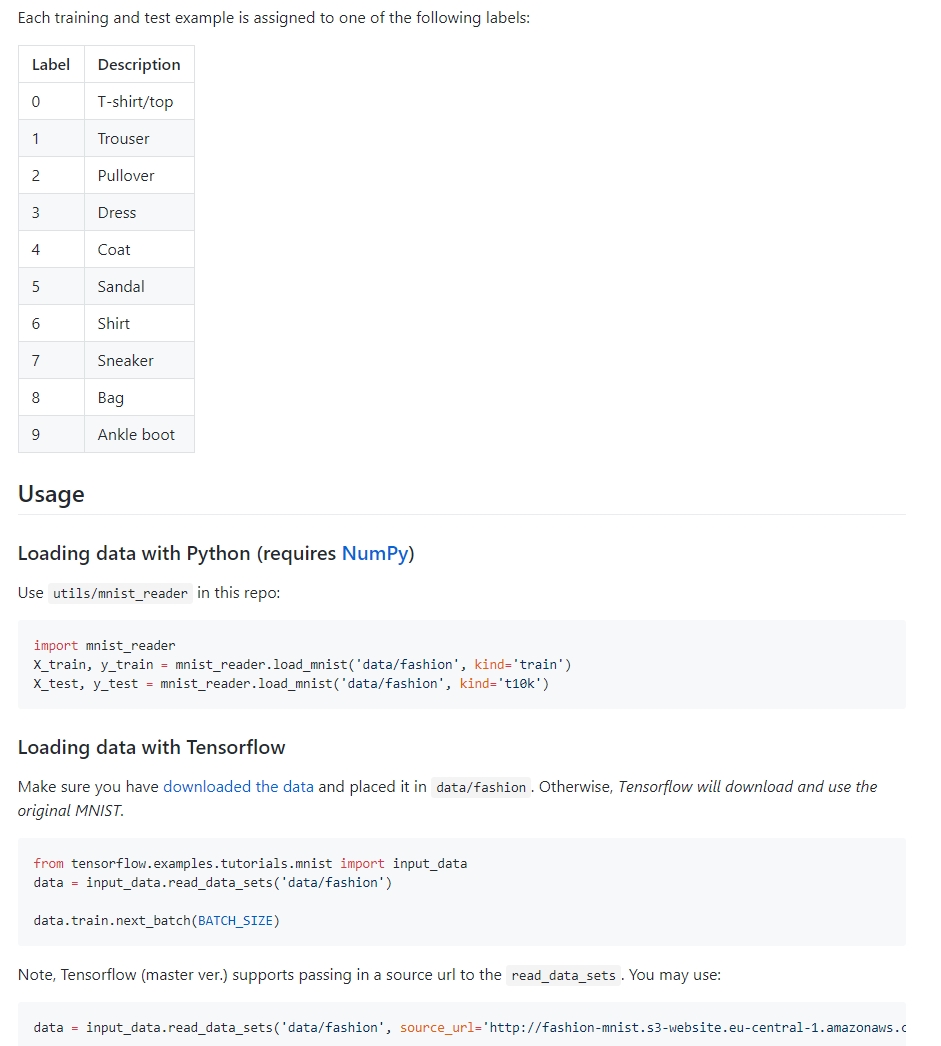 Each training and test example is assigned to one of the following labels:
Label Description
0 T-shirt/top
1 Trouser
2 Pullover
3 Dress
4 Coat
5 Sandal
6 Shirt
7 Sneaker
8 Bag
9 Ankle boot
Usage
Loading data with Python (requires NumPy)
Use utils/mnist_reader in this repo:
import mnist_reader
X_train, y_train = mnist_reader.load_mnist('data/fashion', kind='train')
X_test, y_test = mnist_reader.load_mnist('data/fashion', kind='t10k')
Loading data with Tensorflow
Make sure you have downloaded the data and placed it in data/fashion . Otherwise, Tensorflow will download and use the
original MNIST.
from tensorflow.examples.tutorials.mnist import input_data
data = input_data.read_data_sets('data/fashion')
data.train.next_batch(BATCH_SIZE)
Note, Tensorflow (master ver.) supports passing in a source url to the read_data_sets . You may use:
data = input_data.read_data_sets('data/fashion', source_url='http://fashion-mnist.s3-website.eu-central-1.amazonaws.c